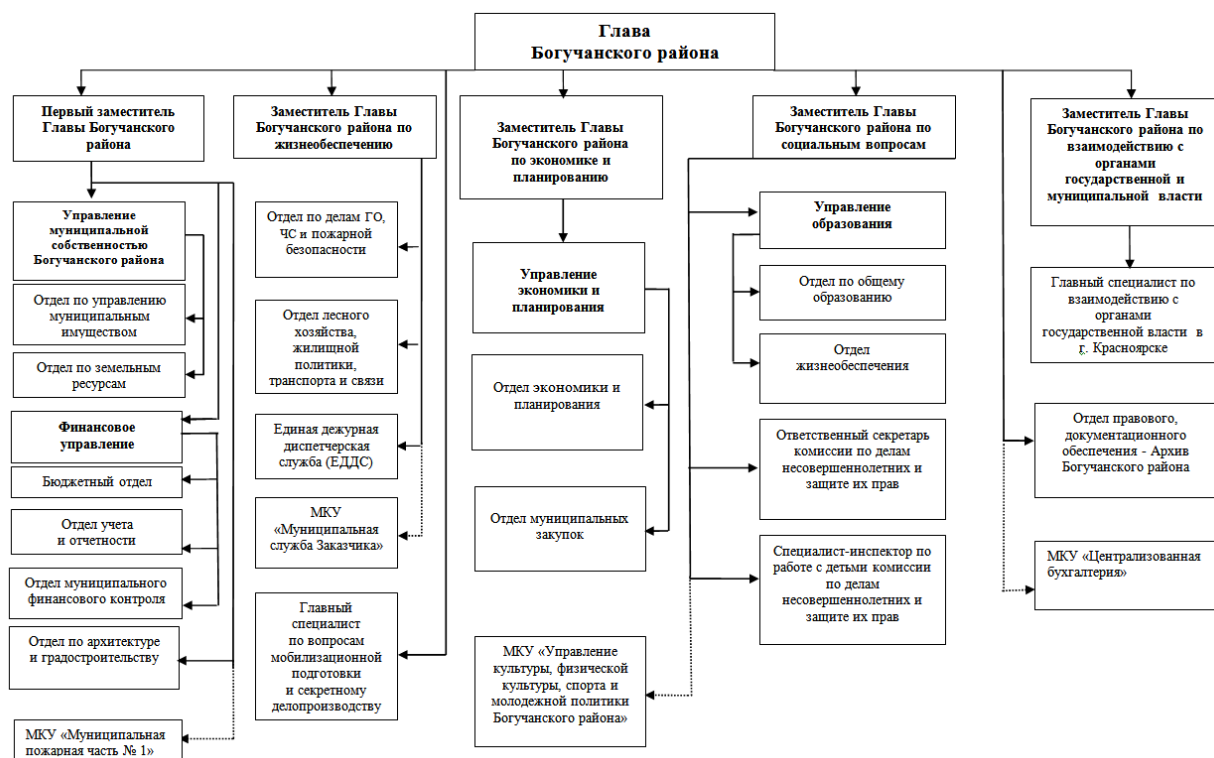 Глава
Богучанского района
Первый заместитель
Главы Богучанского
района
Заместитель Главы
Богучанского района по
жизнеобеспечению
Заместитель Главы
Богучанского района
по экономике и
планированию
Заместитель Главы
Богучанского района по
социальным вопросам
Заместитель Главы
Богучанского района по
взаимодействию с
органами
государственной и
муниципальной власти
Управление
муниципальной
собственностью
Богучанского района
Отдел по управлению
муниципальным
имуществом
Отдел по земельным
ресурсам
Финансовое
управление
Бюджетный отдел
Отдел учета
и отчетности
Отдел муниципального
финансового контроля
Отдел по архитектуре
и градостроительству
МКУ «Муниципальная
пожарная часть № 1»
Отдел по делам ГО,
ЧС и пожарной
безопасности
Отдел лесного
хозяйства,
жилищной
политики,
транспорта и связи
Единая дежурная
диспетчерская
служба (ЕДДС)
МКУ
«Муниципальная
служба Заказчика»
Главный
специалист
по вопросам
мобилизационной
подготовки
и секретному
делопроизводству
Управление
экономики и
планирования
Отдел экономики и
планирования
Отдел муниципальных
закупок
МКУ «Управление
культуры, физической
культуры, спорта и
молодежной политики
Богучанского района»
Управление
образования
Отдел по общему
образованию
Отдел
жизнеобеспечения
Ответственный секретарь
комиссии по делам
несовершеннолетних и
защите их прав
Специалист-инспектор по
работе с детьми комиссии
по делам
несовершеннолетних и
защите их прав
Главный специалист по
взаимодействию с
органами
государственной власти в
г. Красноярске
Отдел правового,
документационного
обеспечения - Архив
Богучанского района
МКУ «Централизованная
бухгалтерия»